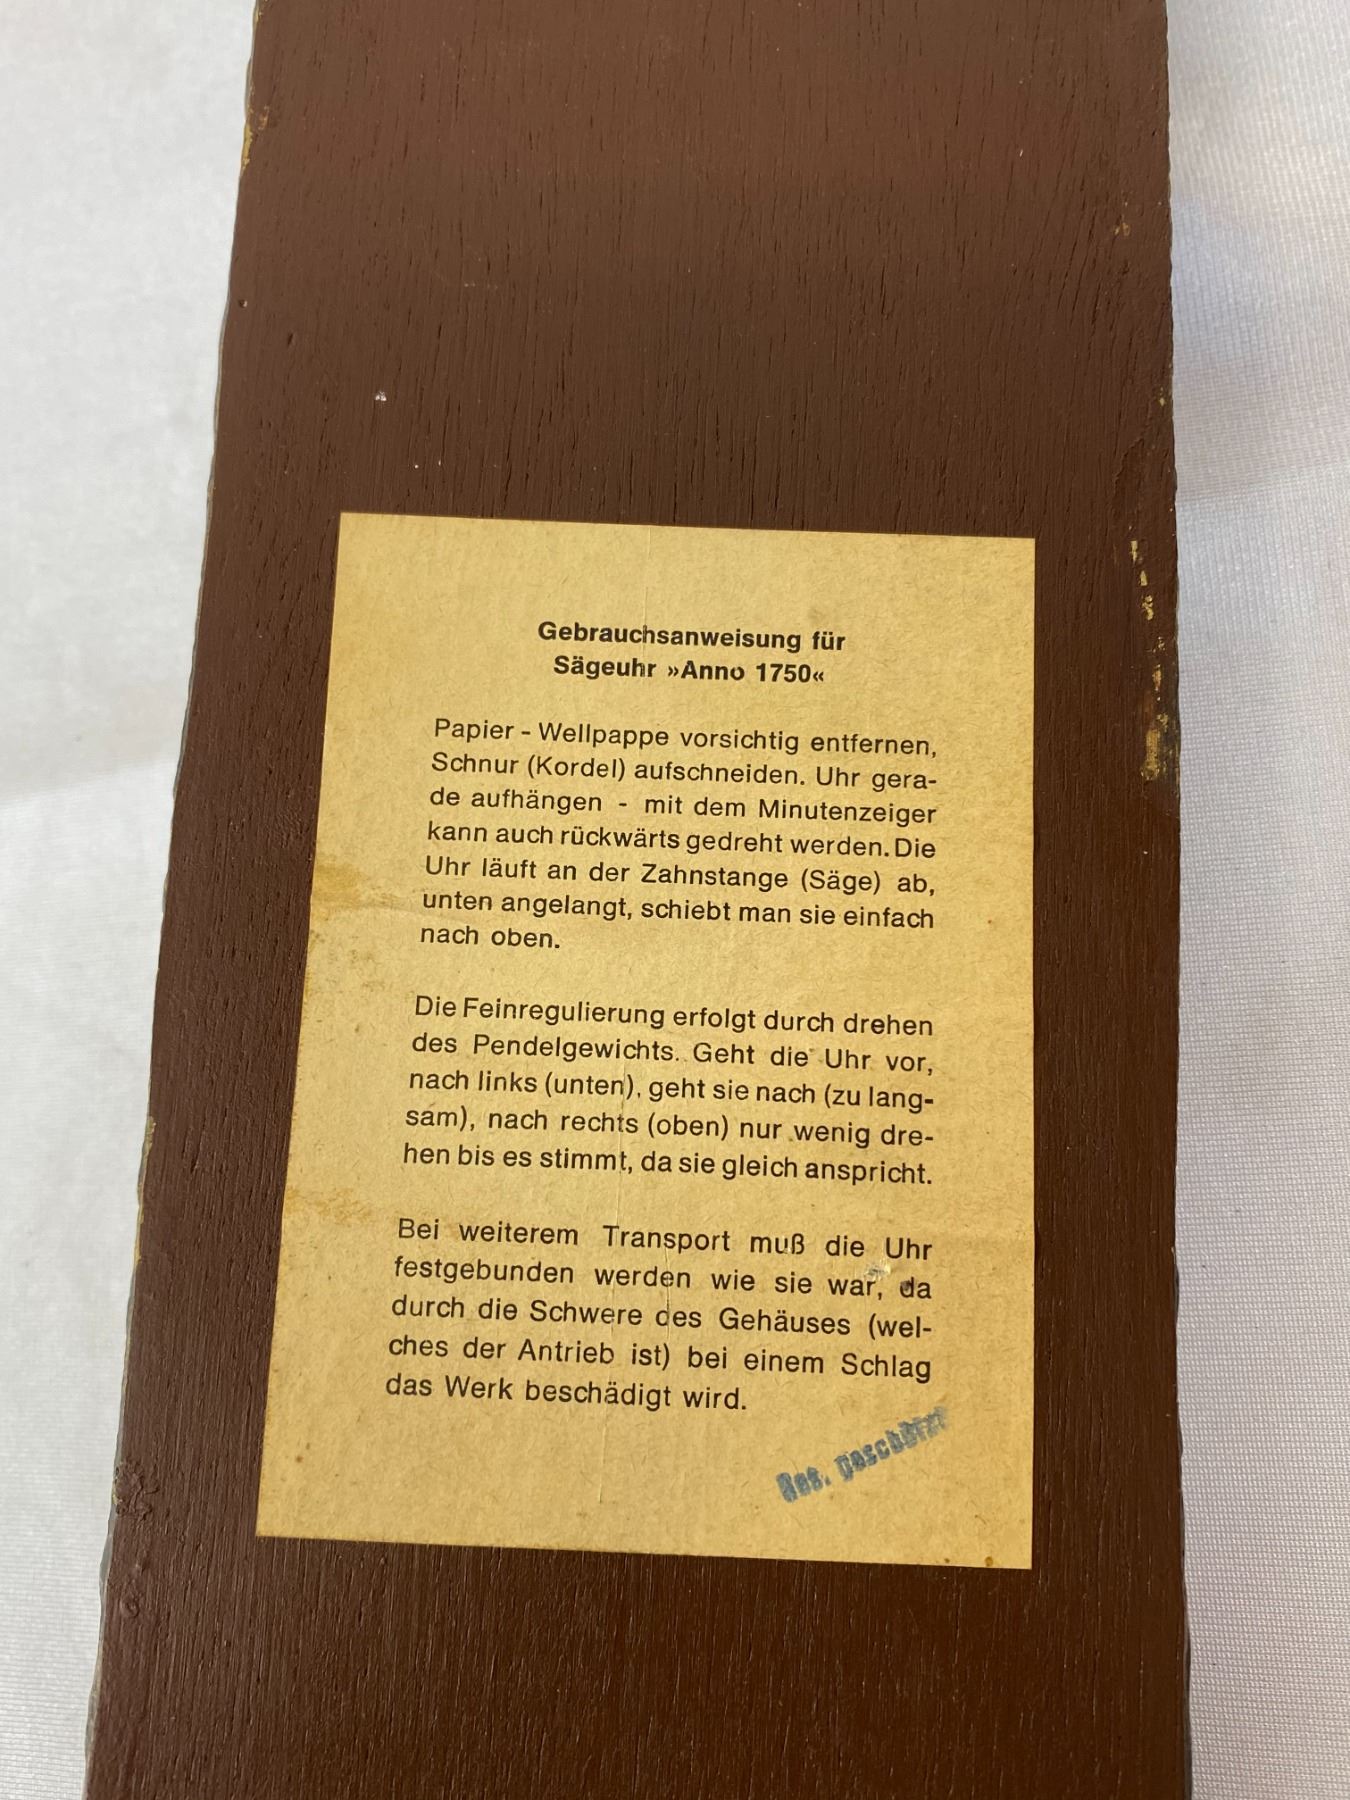 Gebrauchsanweisung für
Sägeuhr »Anno 1750«
Papier - Wellpappe vorsichtig entfernen,
Schnur (Kordel) aufschneiden. Uhr gera-
de aufhängen - mit dem Minutenzeiger
kann auch rückwärts gedreht werden. Die
Uhr läuft an der Zahnstange (Säge) ab,
unten angelangt, schiebt man sie einfach
nach oben.
Die Feinregulierung erfolgt durch drehen
des Pendelgewichts. Geht die Uhr vor,
nach links (unten), geht sie nach (zu lang-
sam), nach rechts (oben) nur wenig dre-
hen bis es stimmt, da sie gleich anspricht.
Bei weiterem Transport muß die Uhr
festgebunden werden wie sie war, da
durch die Schwere des Gehäuses (wel-
ches der Antrieb ist) bei einem Schlag
das Werk beschädigt wird.
Ges. geschützt